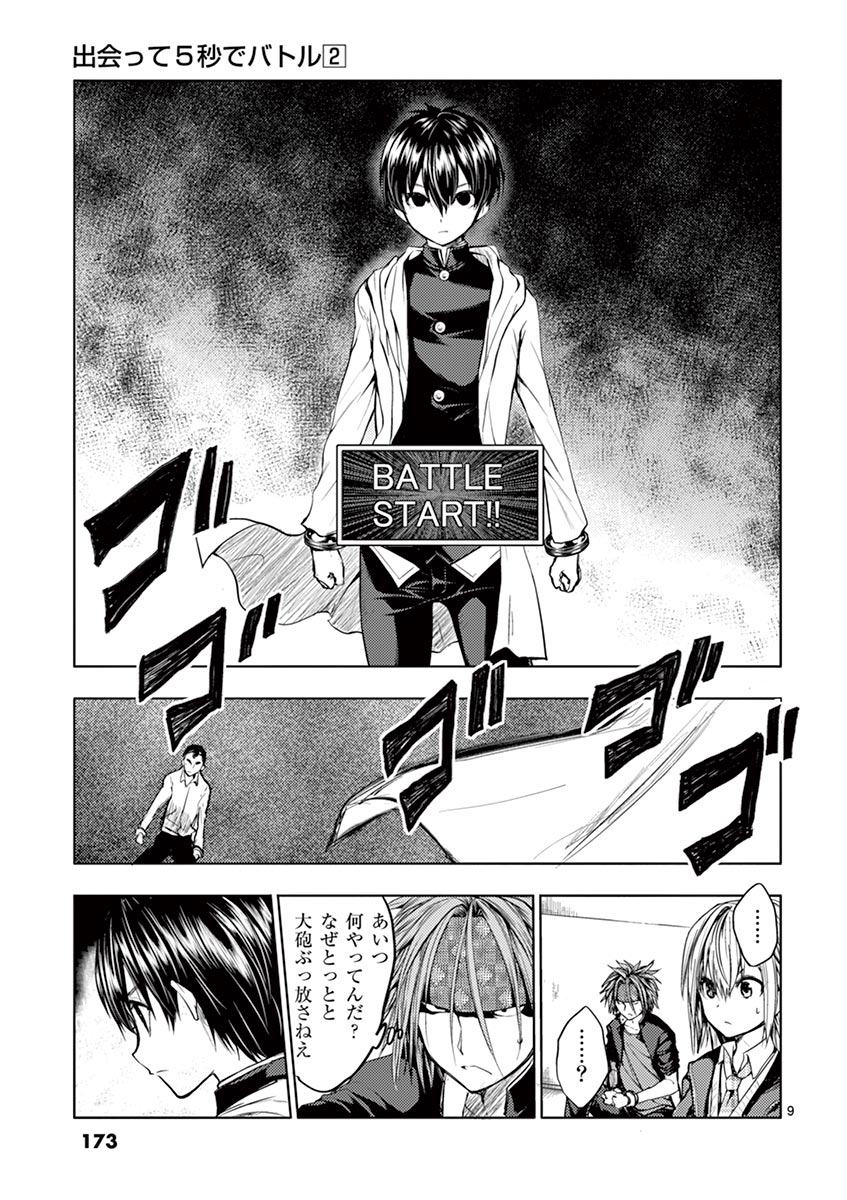 出会って5秒でバトル2
BATTLE
START!!
ゴ
ゴ
ゴ
ゴ
ゴ
……
……？
あいつ
何やってんだ？
なぜとっとと
大砲ぶっ放さねえ
9
173